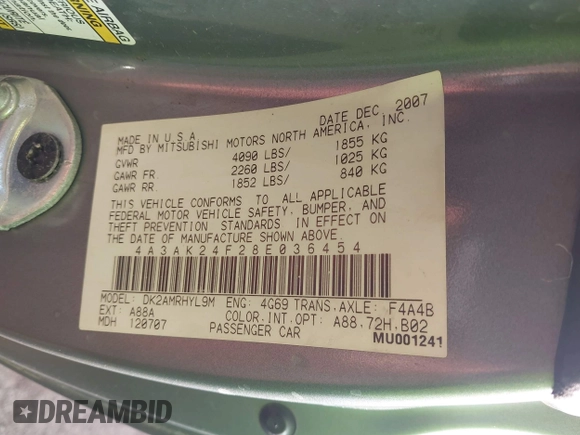 AIRBAG
WARNING
MADE IN U.S.A. DATE DEC 2007
MFD BY MITSUBISHI MOTORS NORTH AMERICA, INC.
GVWR 4090 LBS/ 1855 KG
GAWR FR 2260 LBS/ 1025 KG
GAWR RR 1852 LBS/ 840 KG
THIS VEHICLE CONFORMS TO ALL APPLICABLE
FEDERAL MOTOR VEHICLE SAFETY, BUMPER, AND
THEFT PREVENTION STANDARDS IN EFFECT ON
THE DATE OF MANUFACTURE SHOWN ABOVE.
4A3AK24F28E036454
MODEL: DK2AMRHYL9M ENG: 4G69 TRANS.AXLE: F4A4B
EXT: A88A COLOR.INT.OPT: A88.72H.B02
MDH 120707 PASSENGER CAR
MU001241
DREAMBID